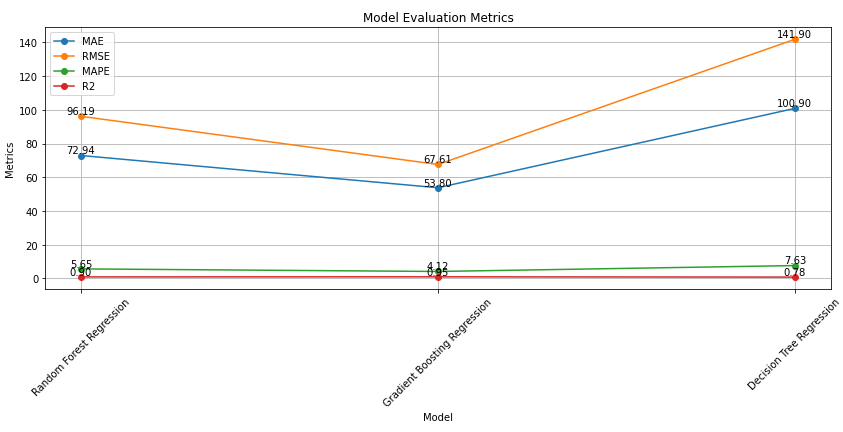 Model Evaluation Metrics
MAE
RMSE
MAPE
R2
Metrics
140
120
100
80
60
40
20
0
96.19
67.61
141.90
72.94
53.80
100.90
5.65
4.12
7.63
0.90
0.95
0.78
Random Forest Regression
Gradient Boosting Regression
Decision Tree Regression
Model